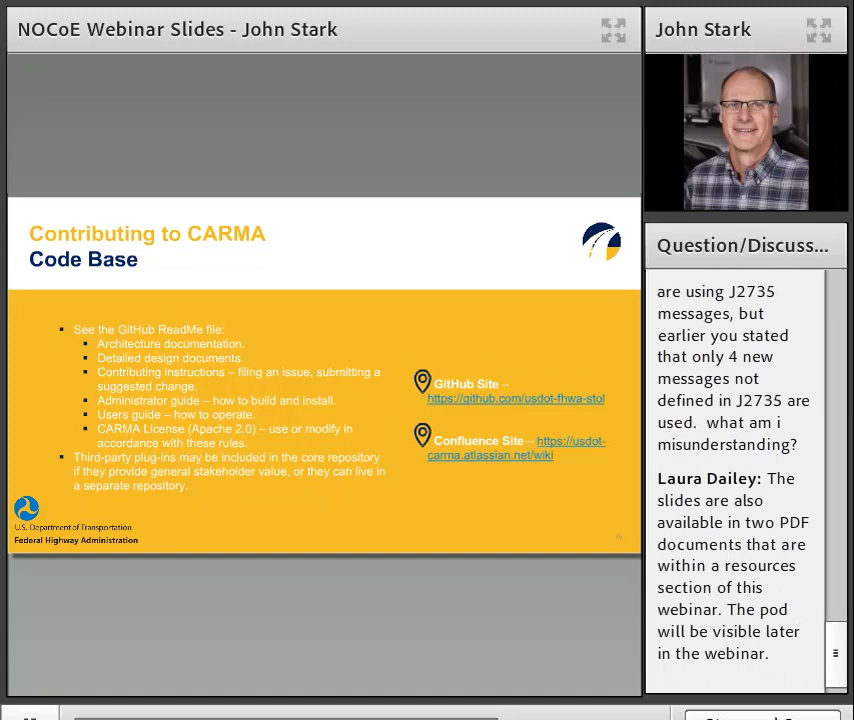 NOCoE Webinar Slides - John Stark
Contributing to CARMA
Code Base
▪ See the GitHub ReadMe file:
▪ Architecture documentation.
▪ Detailed design documents.
▪ Contributing instructions – filing an issue, submitting a
suggested change.
▪ Administrator guide – how to build and install.
▪ Users guide – how to operate.
▪ CARMA License (Apache 2.0) – use or modify in
accordance with these rules.
▪ Third-party plug-ins may be included in the core repository
if they provide general stakeholder value, or they can live in
a separate repository.
GitHub Site –
https://github.com/usdot-fhwa-stol
Confluence Site – https://usdot-
carma.atlassian.net/wiki
U.S. Department of Transportation
Federal Highway Administration
John Stark
Question/Discuss...
are using J2735
messages, but
earlier you stated
that only 4 new
messages not
defined in J2735 are
used. what am i
misunderstanding?
Laura Dailey: The
slides are also
available in two PDF
documents that are
within a resources
section of this
webinar. The pod
will be visible later
in the webinar.